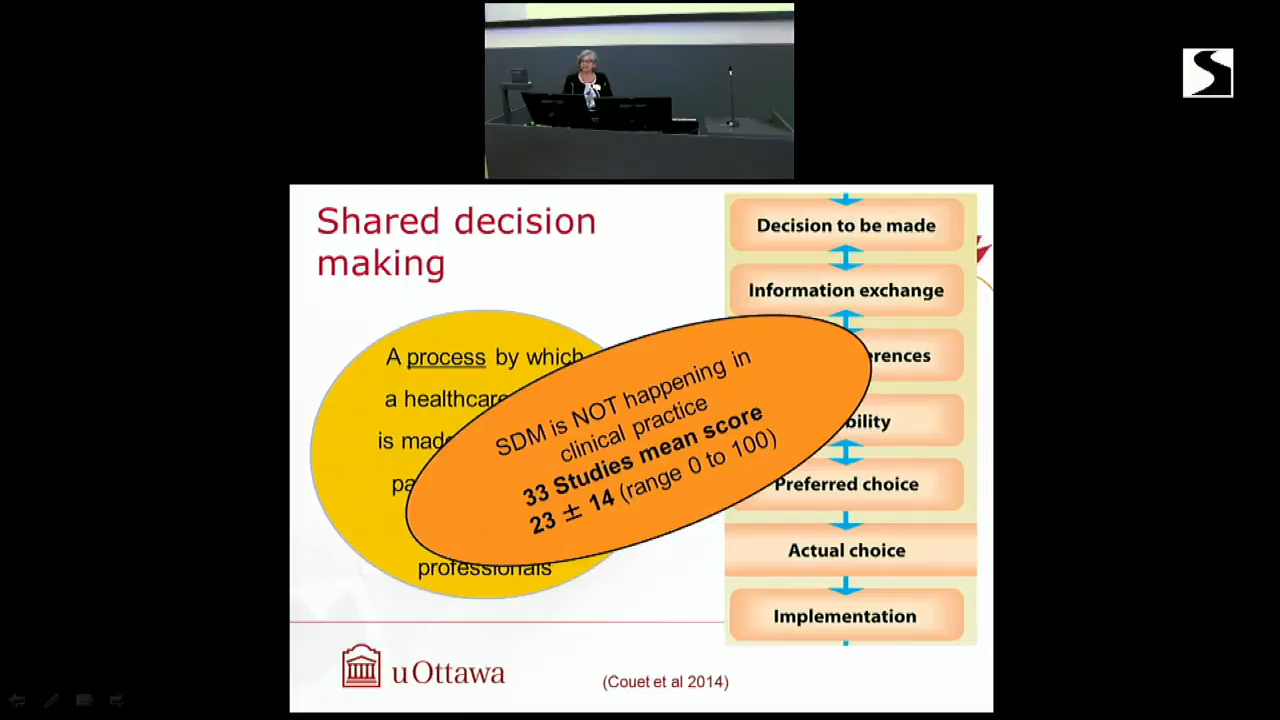 Shared decision
making
A process by which
a healthcare
is made
SDM is NOT happening in
clinical practice
33 Studies mean score
23 ± 14 (range 0 to 100)
professionals
Decision to be made
Information exchange
erences
bility
Preferred choice
Actual choice
Implementation
uOttawa
(Couet et al 2014)